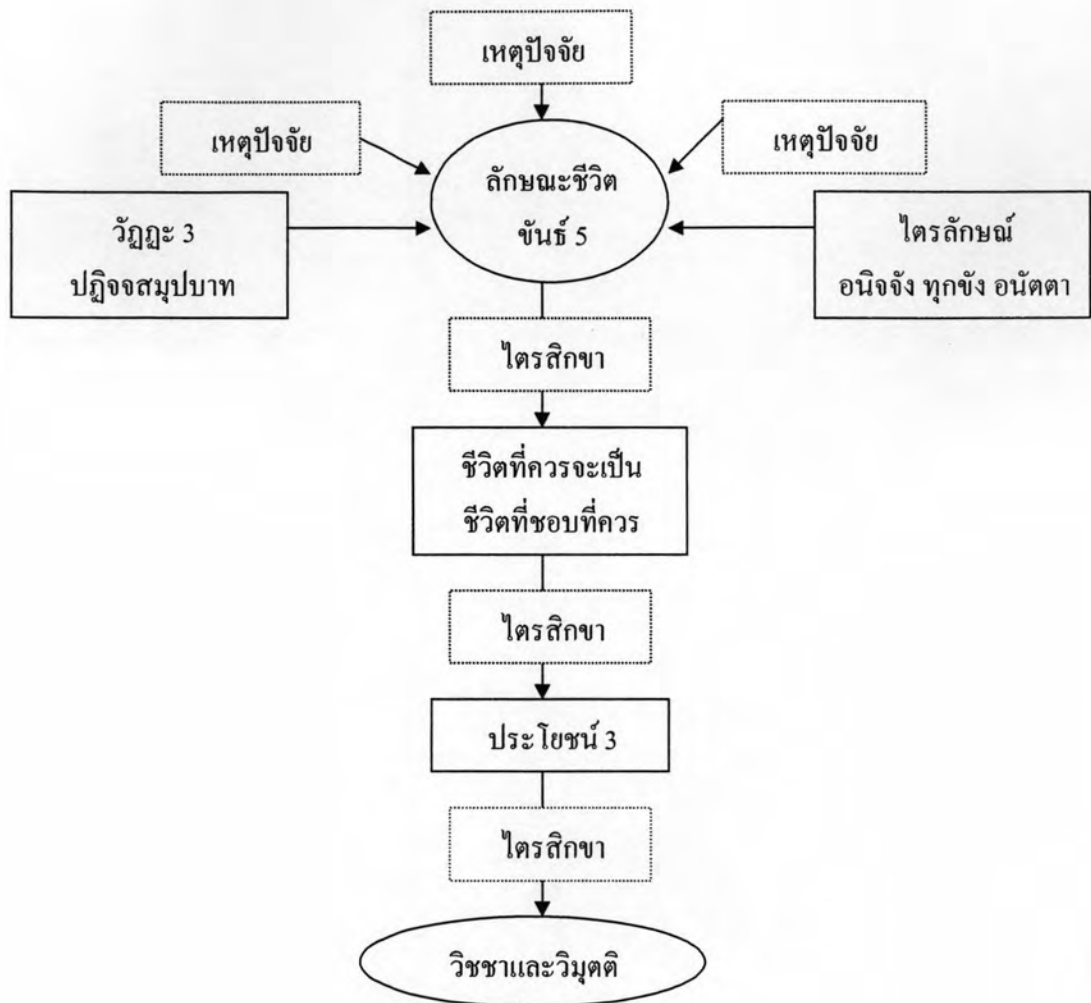 เหตุปัจจัย
เหตุปัจจัย
เหตุปัจจัย
ลักษณะชีวิต
ขันธ์ 5
วัฏฏะ 3
ปฏิจจสมุปบาท
ไตรลักษณ์
อนิจจัง ทุกขัง อนัตตา
ไตรสิกขา
ชีวิตที่ควรจะเป็น
ชีวิตที่ชอบที่ควร
ไตรสิกขา
ประโยชน์ 3
ไตรสิกขา
วิชชาและวิมุตติ